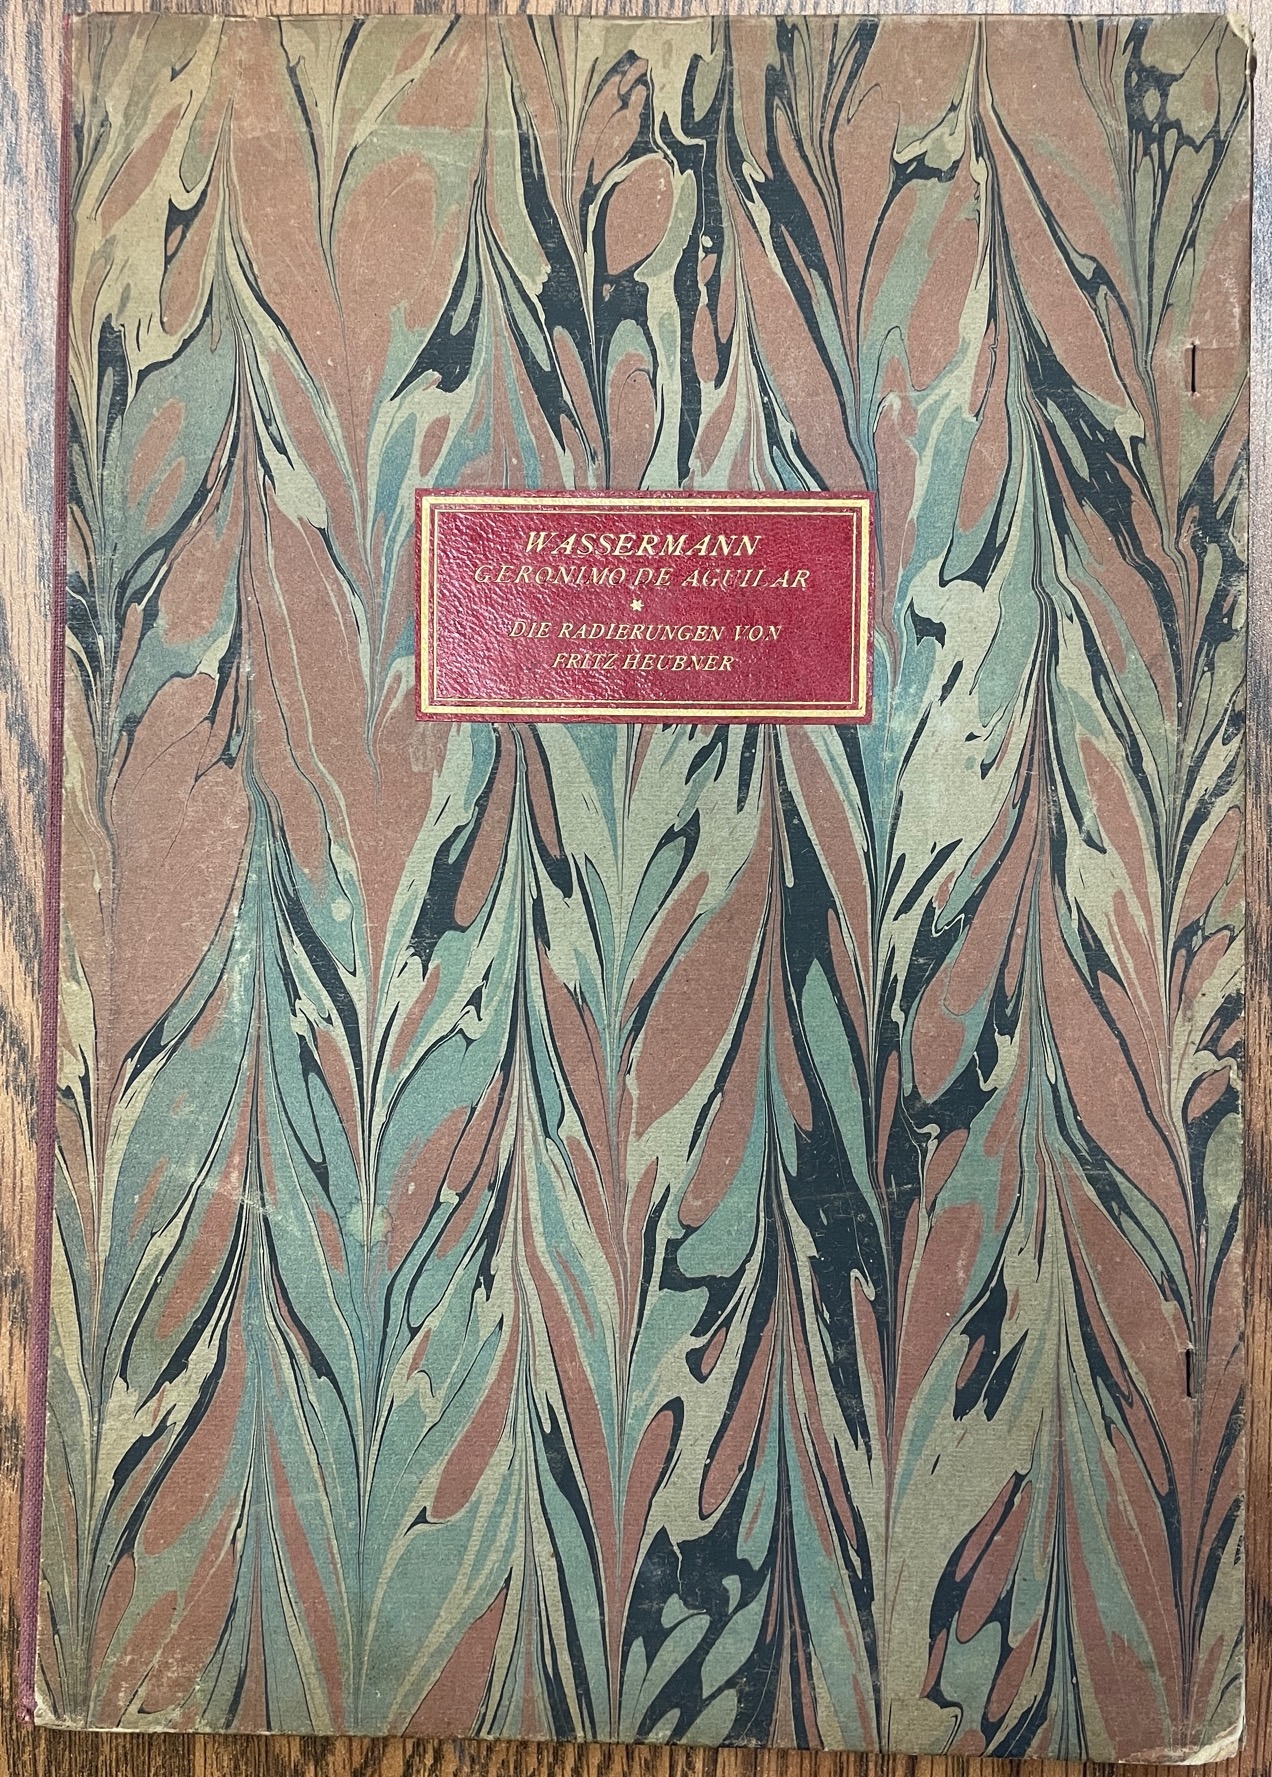 WASSERMANN
GERONIMO DE AGUILAR
*
DIE RADIERUNGEN VON
FRITZ HEUBNER